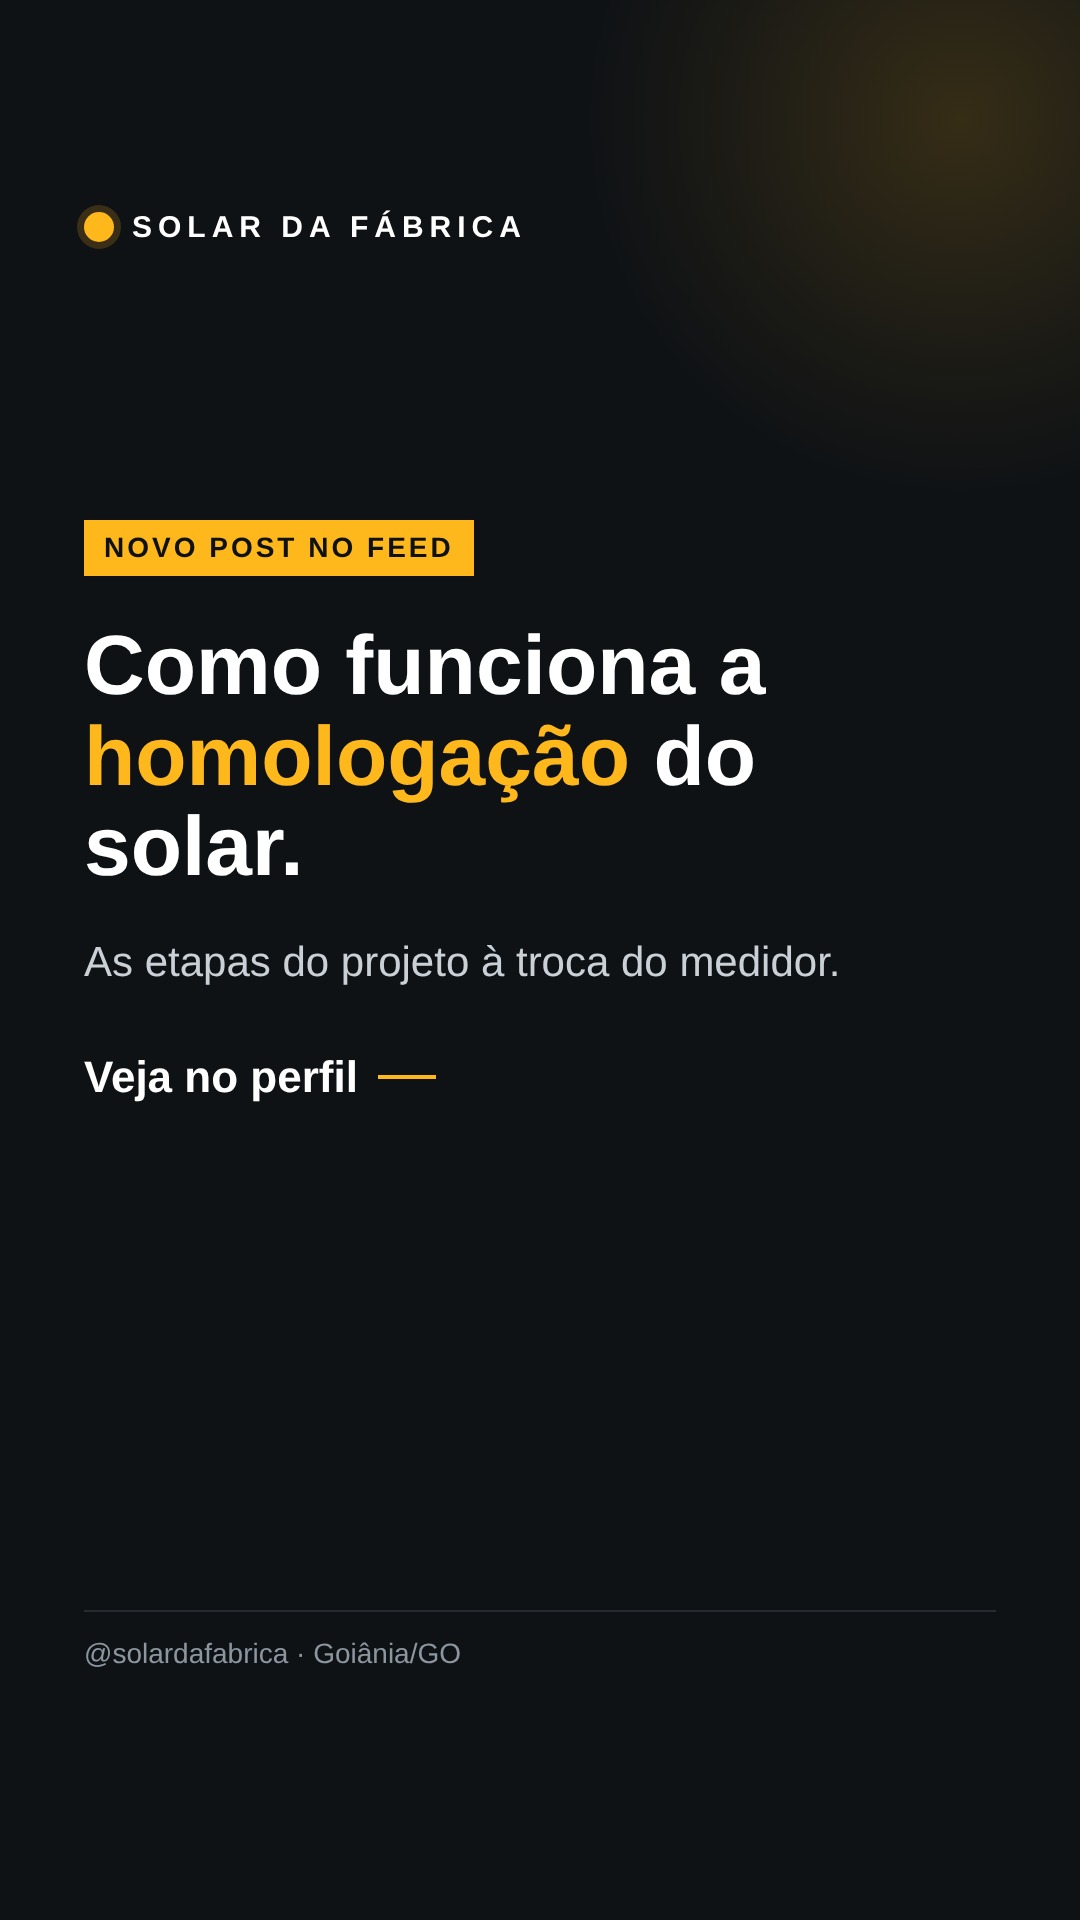 SOLAR DA FÁBRICA
NOVO POST NO FEED
Como funciona a
homologação do
solar.
As etapas do projeto à troca do medidor.
Veja no perfil
@solardafabrica · Goiânia/GO